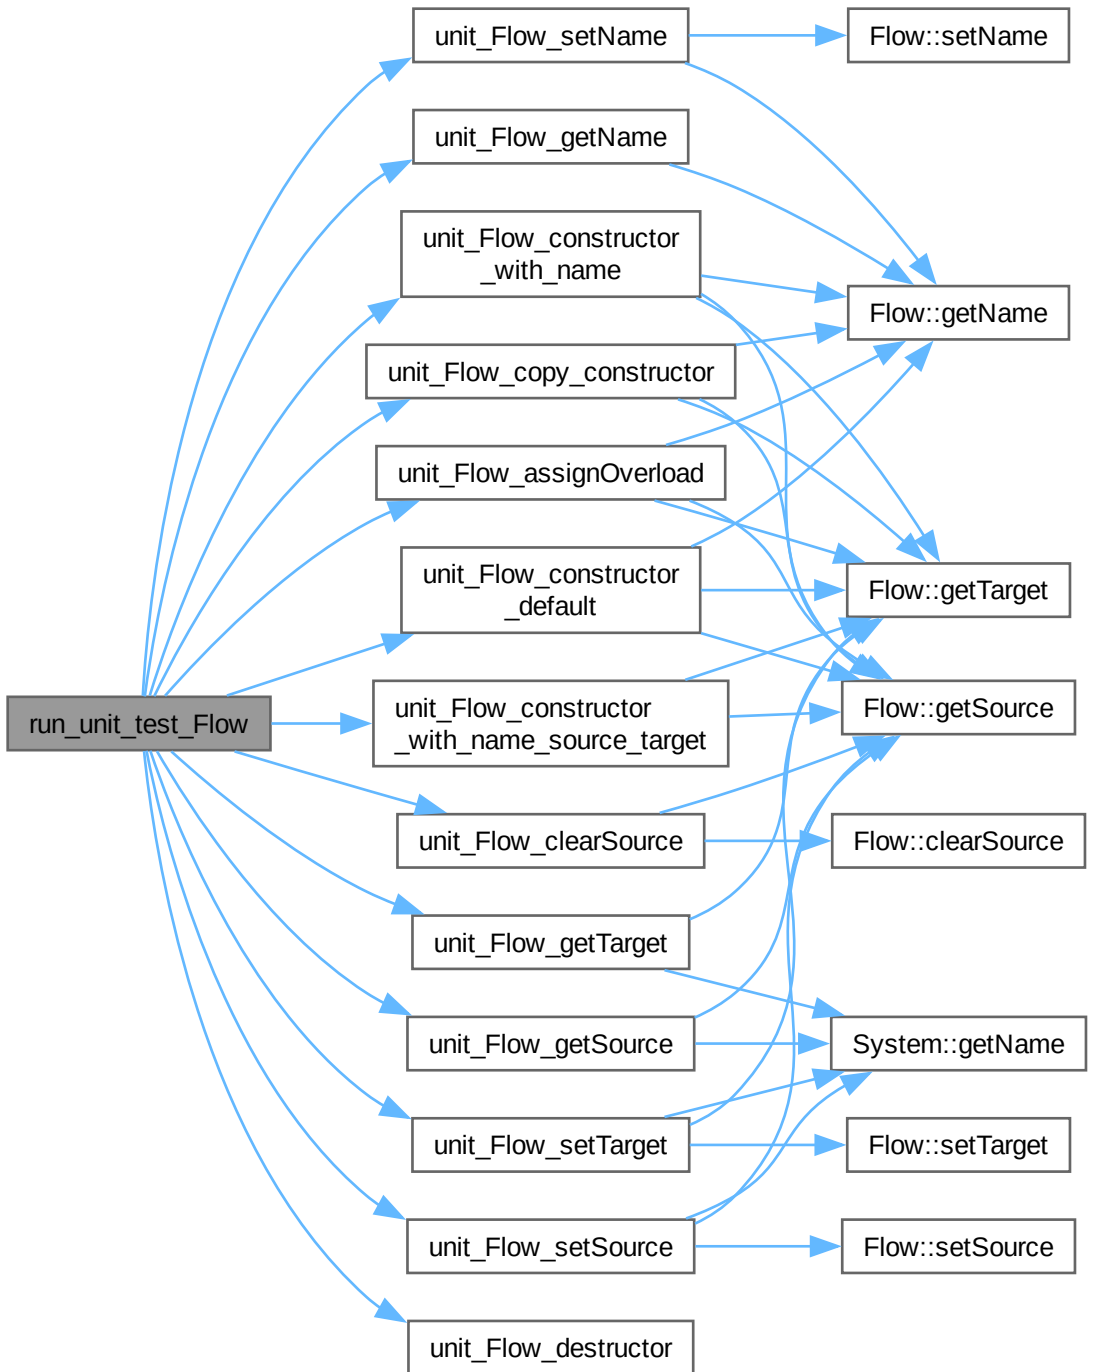 run_unit_test_Flow
unit_Flow_setName
unit_Flow_getName
unit_Flow_constructor
_with_name
unit_Flow_copy_constructor
unit_Flow_assignOverload
unit_Flow_constructor
_default
unit_Flow_constructor
_with_name_source_target
unit_Flow_clearSource
unit_Flow_getTarget
unit_Flow_getSource
unit_Flow_setTarget
unit_Flow_setSource
unit_Flow_destructor
Flow::setName
Flow::getName
Flow::getTarget
Flow::getSource
Flow::clearSource
System::getName
Flow::setTarget
Flow::setSource